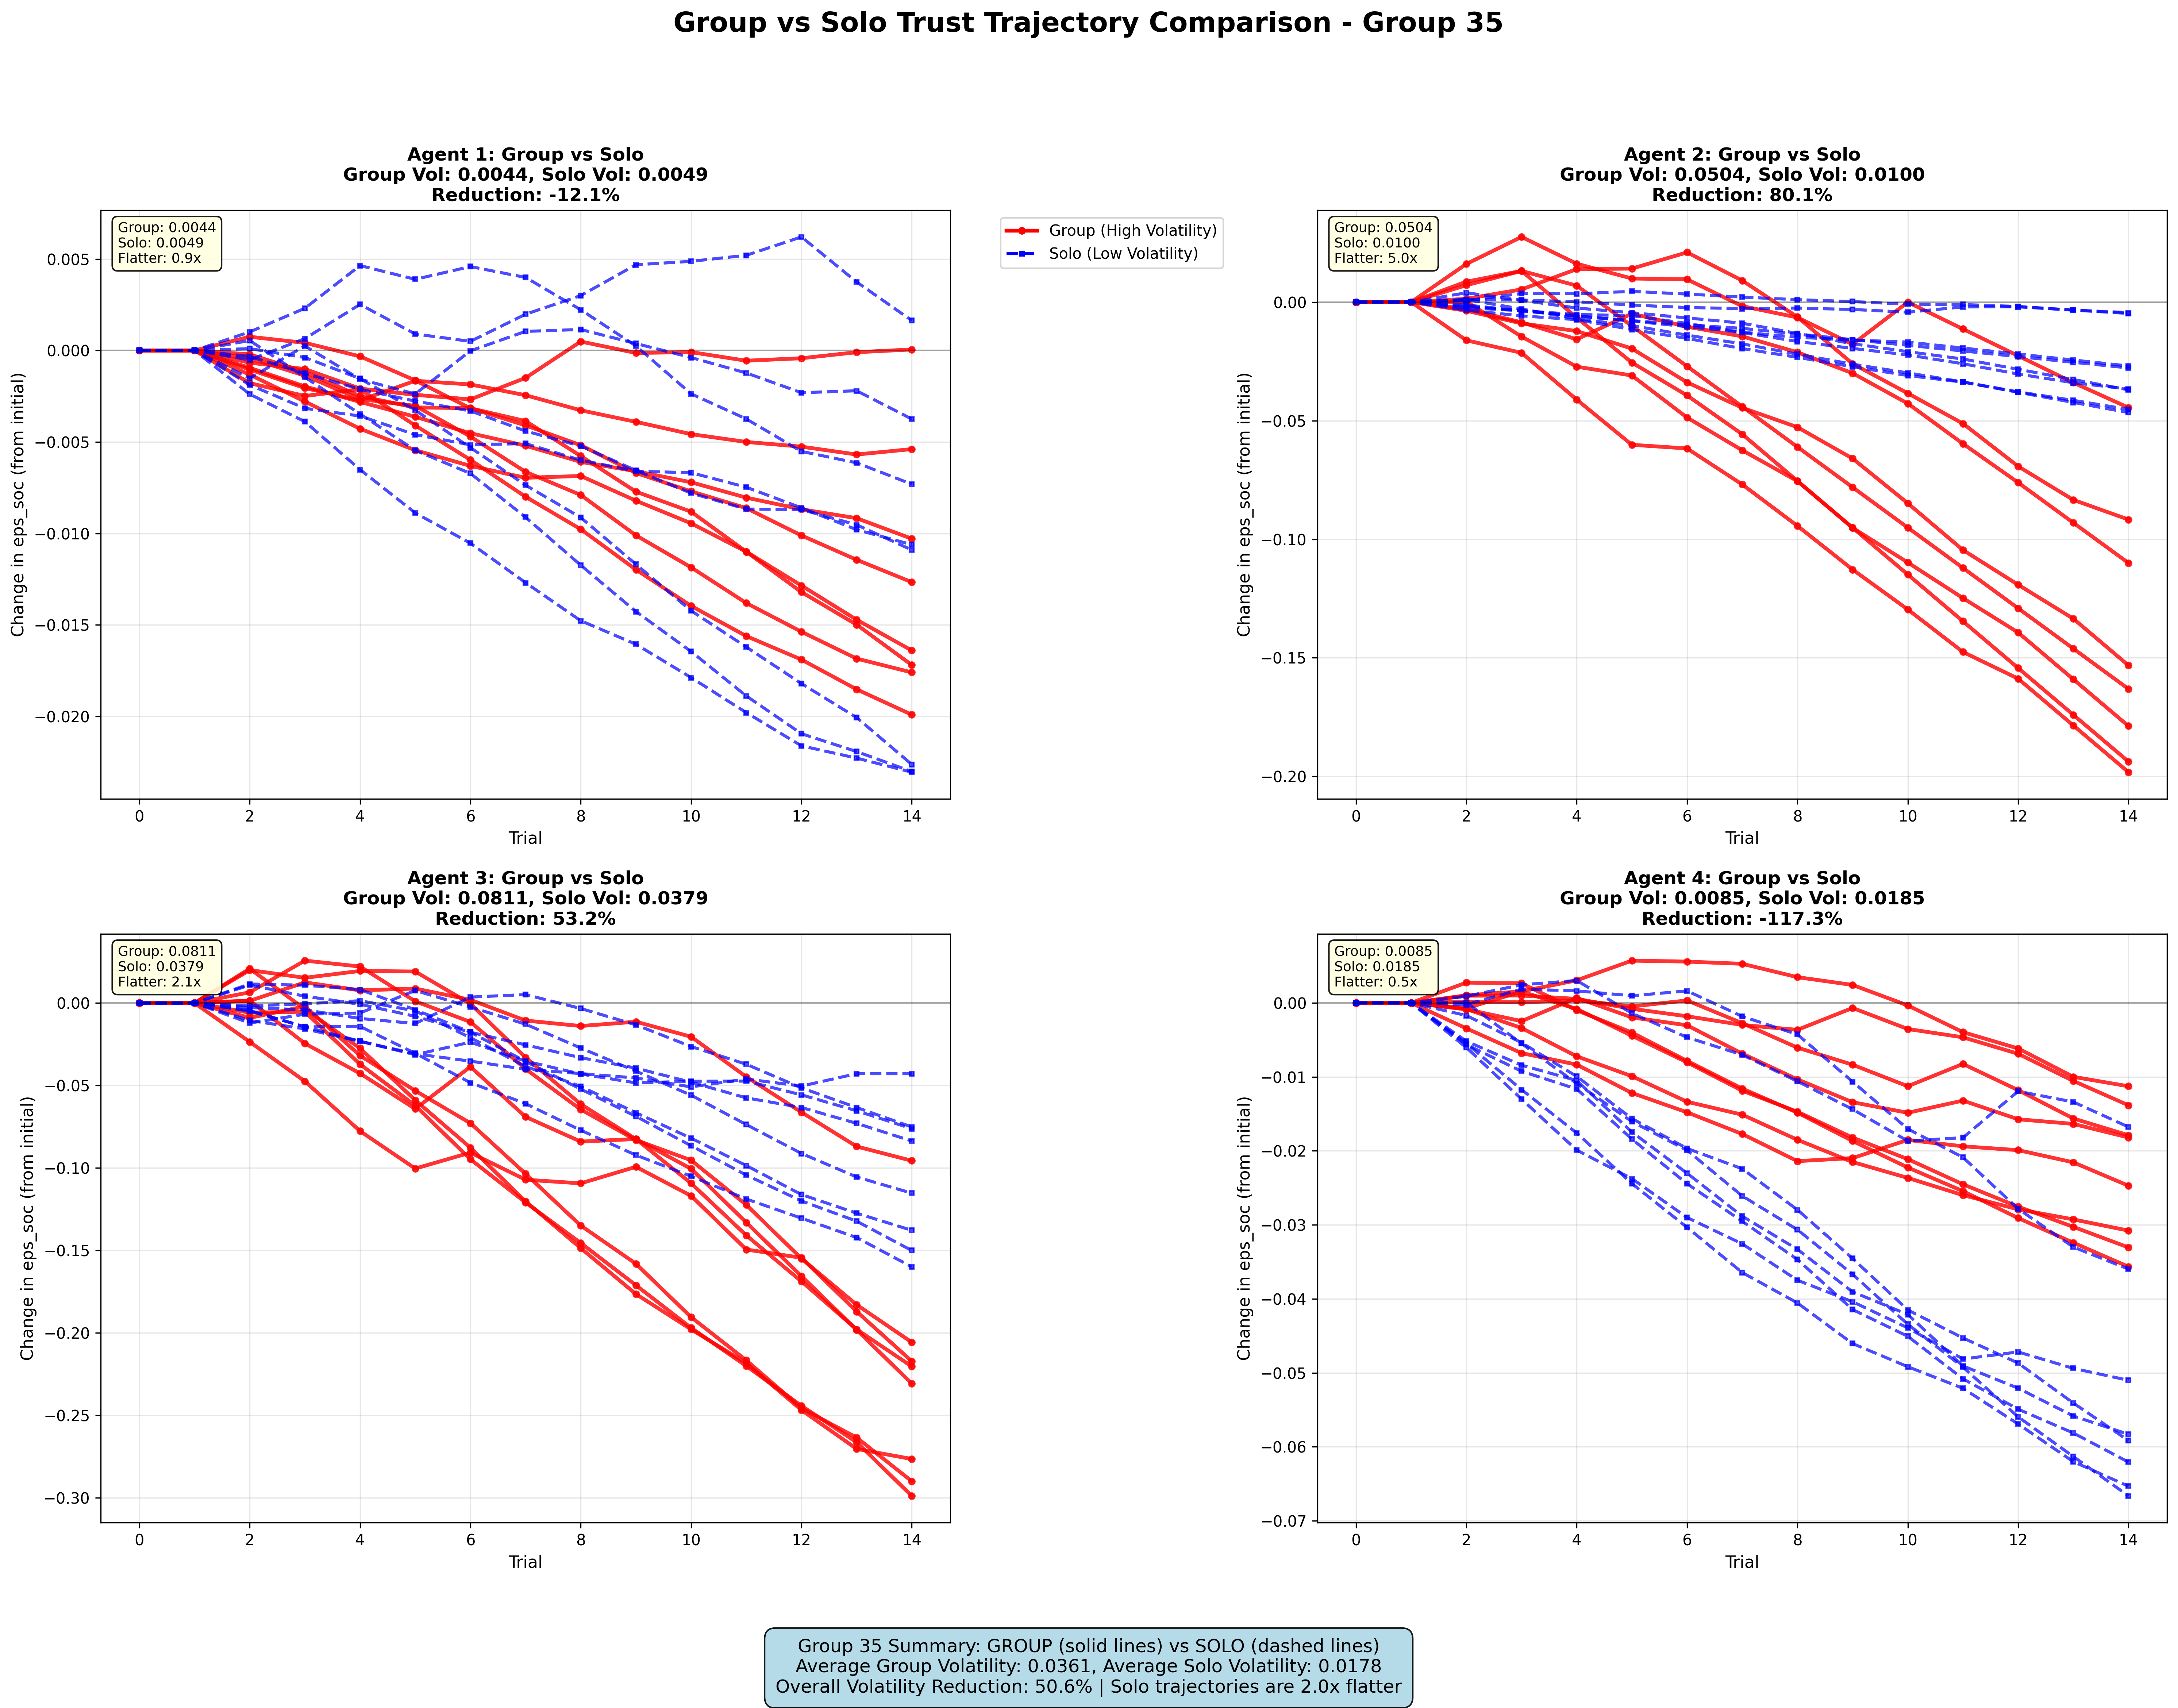 Group vs Solo Trust Trajectory Comparison - Group 35
Agent 1: Group vs Solo
Group Vol: 0.0044, Solo Vol: 0.0049
Reduction: -12.1%
Group: 0.0044
Solo: 0.0049
Flatter: 0.9x
0.005
0.000
−0.005
−0.010
−0.015
−0.020
Change in eps_soc (from initial)
0
2
4
6
8
10
12
14
Trial
Group (High Volatility)
Solo (Low Volatility)
Agent 2: Group vs Solo
Group Vol: 0.0504, Solo Vol: 0.0100
Reduction: 80.1%
Group: 0.0504
Solo: 0.0100
Flatter: 5.0x
0.00
−0.05
−0.10
−0.15
−0.20
Change in eps_soc (from initial)
0
2
4
6
8
10
12
14
Trial
Agent 3: Group vs Solo
Group Vol: 0.0811, Solo Vol: 0.0379
Reduction: 53.2%
Group: 0.0811
Solo: 0.0379
Flatter: 2.1x
0.00
−0.05
−0.10
−0.15
−0.20
−0.25
−0.30
Change in eps_soc (from initial)
0
2
4
6
8
10
12
14
Trial
Agent 4: Group vs Solo
Group Vol: 0.0085, Solo Vol: 0.0185
Reduction: -117.3%
Group: 0.0085
Solo: 0.0185
Flatter: 0.5x
0.00
−0.01
−0.02
−0.03
−0.04
−0.05
−0.06
−0.07
Change in eps_soc (from initial)
0
2
4
6
8
10
12
14
Trial
Group 35 Summary: GROUP (solid lines) vs SOLO (dashed lines)
Average Group Volatility: 0.0361, Average Solo Volatility: 0.0178
Overall Volatility Reduction: 50.6% | Solo trajectories are 2.0x flatter